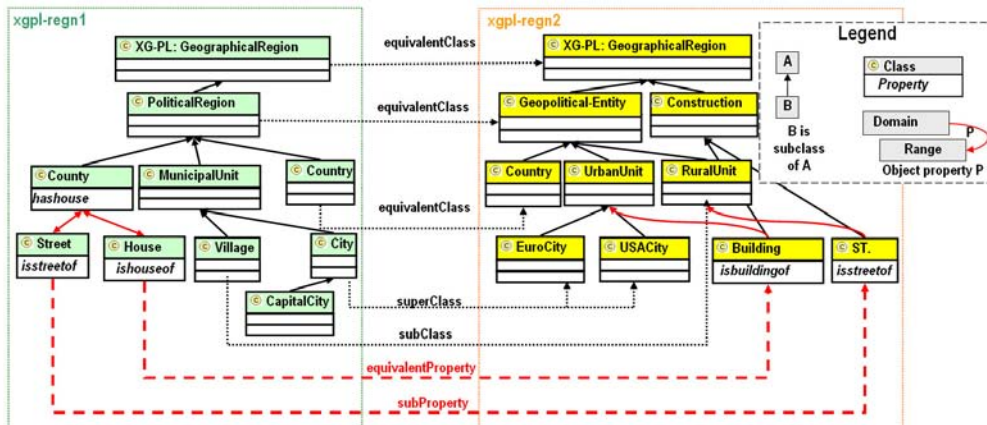 xgpl-regn1
xgpl-regn2
Legend
XG-PL: GeographicalRegion
equivalentClass
XG-PL: GeographicalRegion
A
Class
Property
PoliticalRegion
equivalentClass
Geopolitical-Entity
Construction
B
B is
subclass
of A
Domain
P
Range
Object property P
County
hashouse
MunicipalUnit
Country
equivalentClass
Country
UrbanUnit
RuralUnit
Street
isstreetof
House
ishouseof
Village
City
EuroCity
USACity
Building
isbuildingof
ST.
isstreetof
CapitalCity
superClass
subClass
equivalentProperty
subProperty